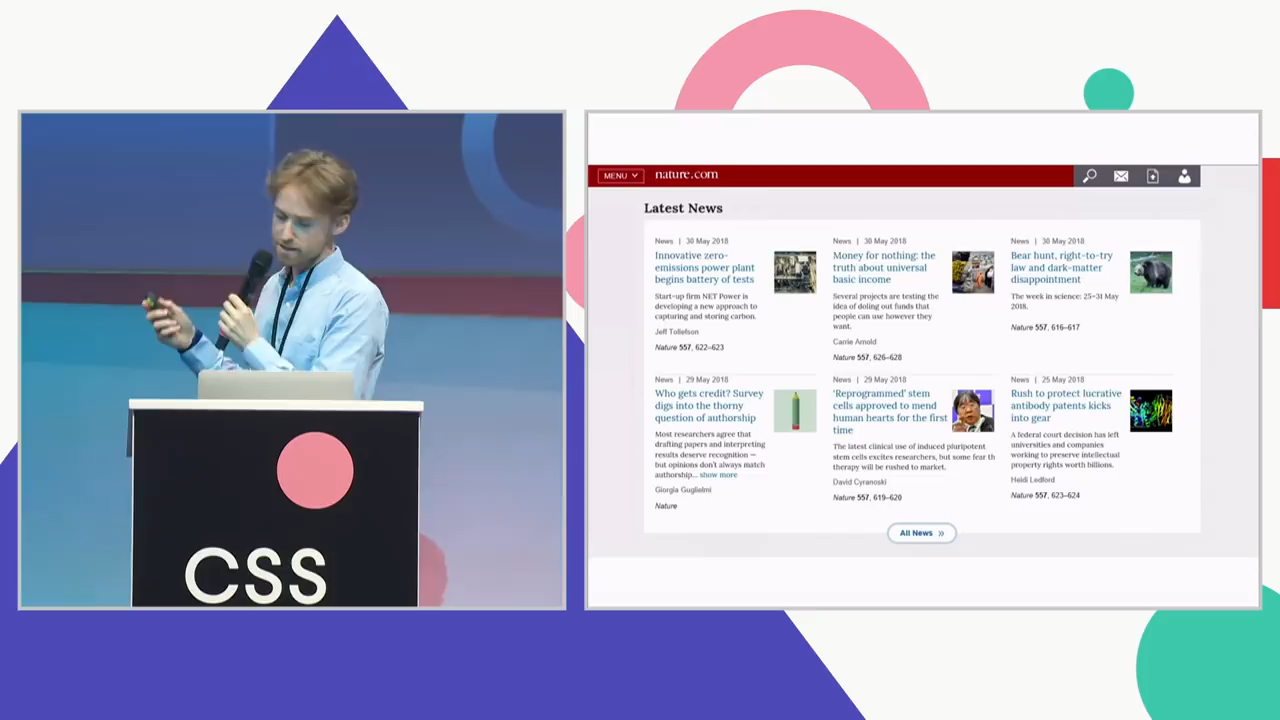 CSS
MENU
nature.com
Latest News
News | 30 May 2018
Innovative zero-
emissions power plant
begins battery of tests
Start-up firm NET Power is
developing a new approach to
capturing and storing carbon.
Jeff Tollefson
Nature 557, 622–623
News | 30 May 2018
Money for nothing: the
truth about universal
basic income
Several projects are testing the
idea of doling out funds that
people can use however they
want.
Carrie Arnold
Nature 557, 626–628
News | 30 May 2018
Bear hunt, right-to-try
law and dark-matter
disappointment
The week in science: 25–31 May
2018.
Nature 557, 616–617
News | 29 May 2018
Who gets credit? Survey
digs into the thorny
question of authorship
Most researchers agree that
drafting papers and interpreting
results deserve recognition —
but opinions don't always match
authorship... show more
Giorgia Guglielmi
Nature
News | 29 May 2018
‘Reprogrammed’ stem
cells approved to mend
human hearts for the first
time
The latest clinical use of induced pluripotent
stem cells excites researchers, but some fear th
therapy will be rushed to market.
David Cyranoski
Nature 557, 619–620
News | 25 May 2018
Rush to protect lucrative
antibody patents kicks
into gear
A federal court decision has left
universities and companies
working to preserve intellectual
property rights worth billions.
Heidi Ledford
Nature 557, 623–624
All News »